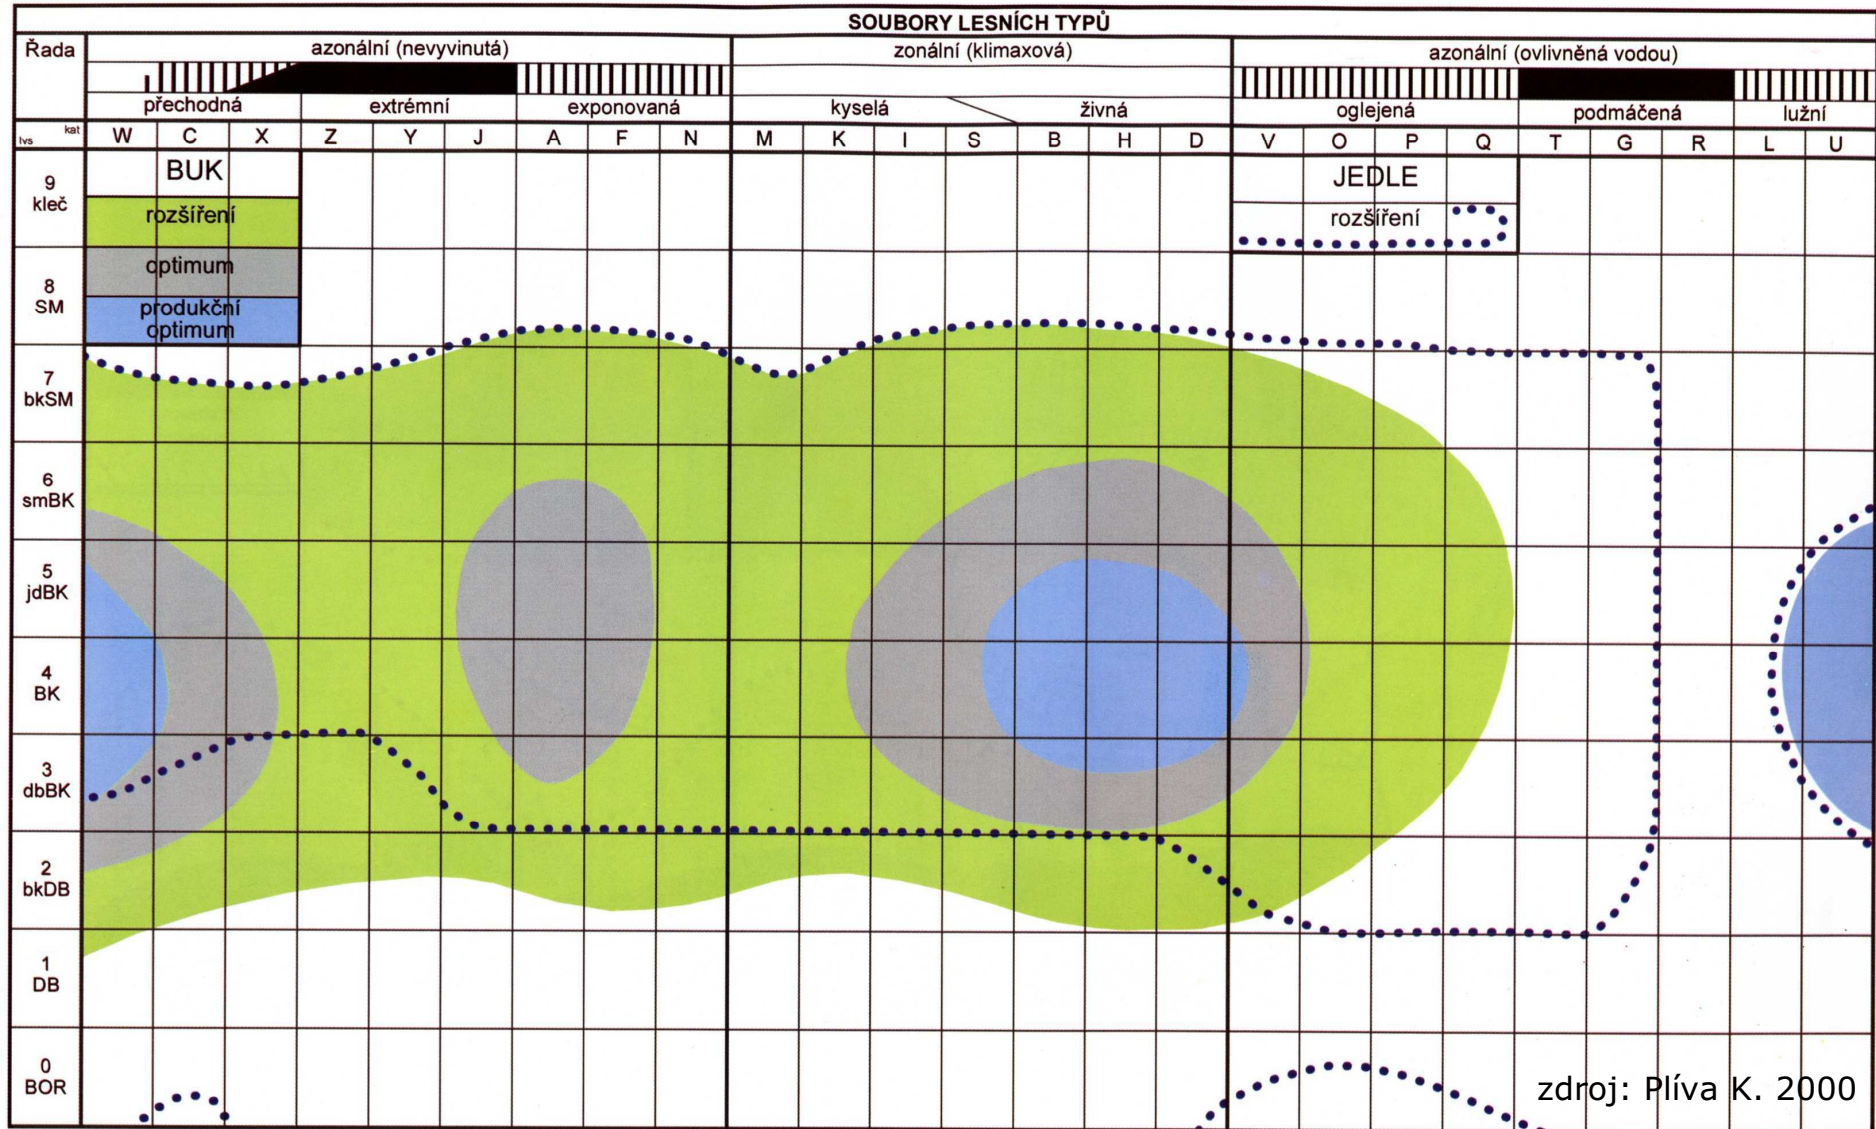 SOUBORY LESNÍCH TYPŮ
Řada azonální (nevyvinutá) zonální (klimaxová) azonální (ovlivněná vodou)
přechodná extrémní exponovaná kyselá živná oglejená podmáčená lužní
lvs kat W C X Z Y J A F N M K I S B H D V O P Q T G R L U
9
kleč
BUK
rozšíření
optimum
produkční
optimum
JEDLE
rozšíření
8
SM
7
bkSM
6
smBK
5
jdBK
4
BK
3
dbBK
2
bkDB
1
DB
0
BOR
zdroj: Plíva K. 2000